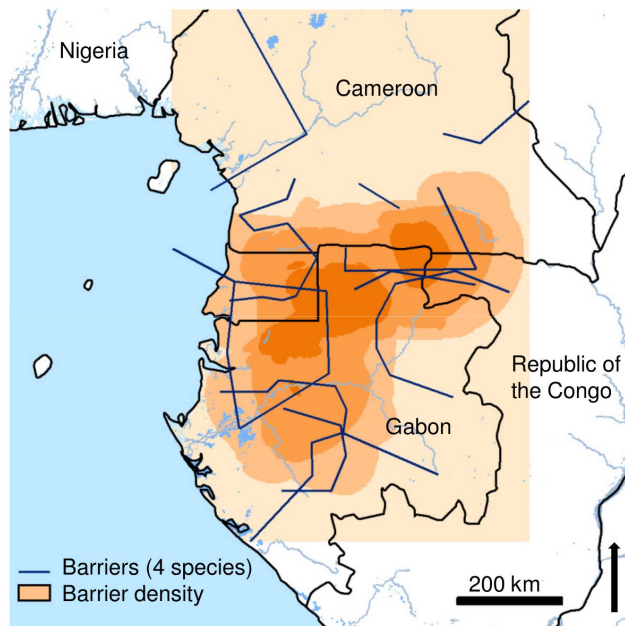 Nigeria
Cameroon
Republic of
the Congo
Gabon
Barriers (4 species)
Barrier density
200 km